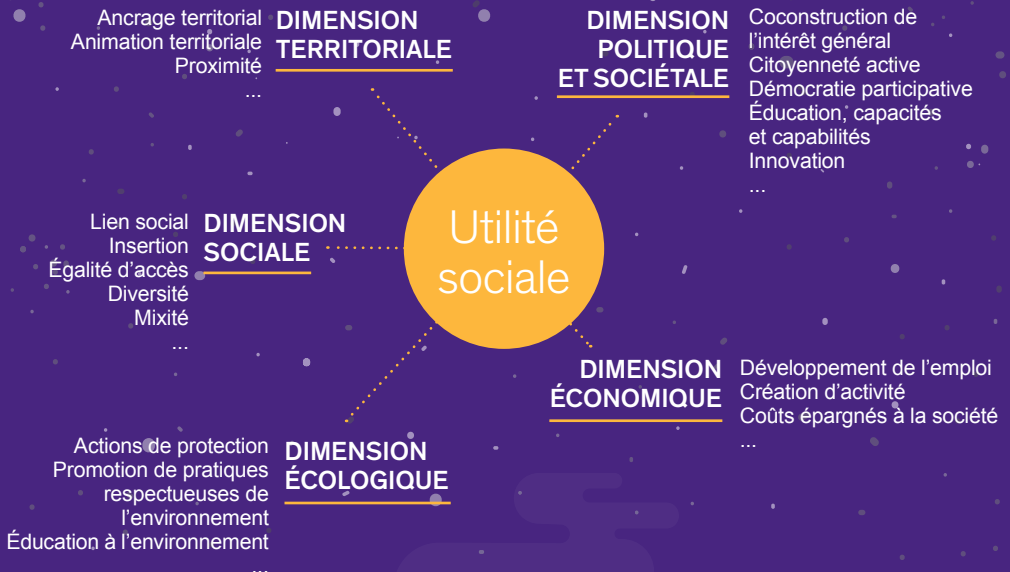 Ancrage territorial
Animation territoriale
Proximité
...
DIMENSION
TERRITORIALE
DIMENSION
POLITIQUE
ET SOCIÉTALE
Coconstruction de
l’intérêt général
Citoyenneté active
Démocratie participative
Éducation, capacités
et capabilités
Innovation
...
Lien social
Insertion
Égalité d’accès
Diversité
Mixité
...
DIMENSION
SOCIALE
Utilité
sociale
DIMENSION
ÉCONOMIQUE
Développement de l’emploi
Création d’activité
Coûts épargnés à la société
...
Actions de protection
Promotion de pratiques
respectueuses de
l’environnement
Éducation à l’environnement
...
DIMENSION
ÉCOLOGIQUE